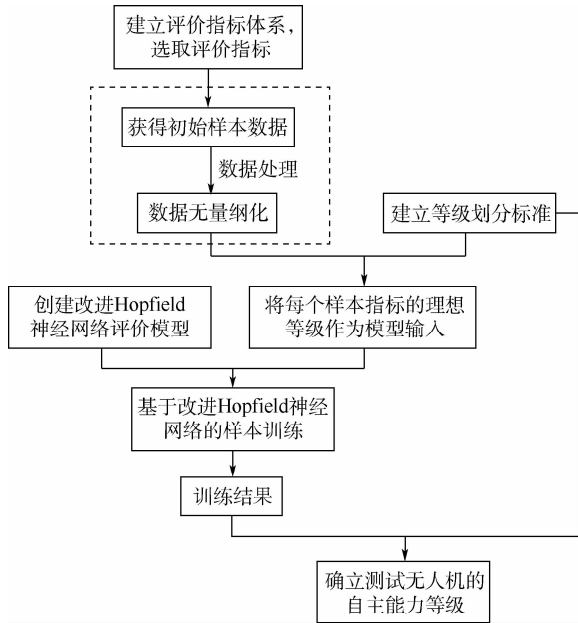 建立评价指标体系，
选取评价指标
获得初始样本数据
数据处理
数据无量纲化
建立等级划分标准
创建改进Hopfield
神经网络评价模型
将每个样本指标的理想
等级作为模型输入
基于改进Hopfield神经
网络的样本训练
训练结果
确立测试无人机的
自主能力等级